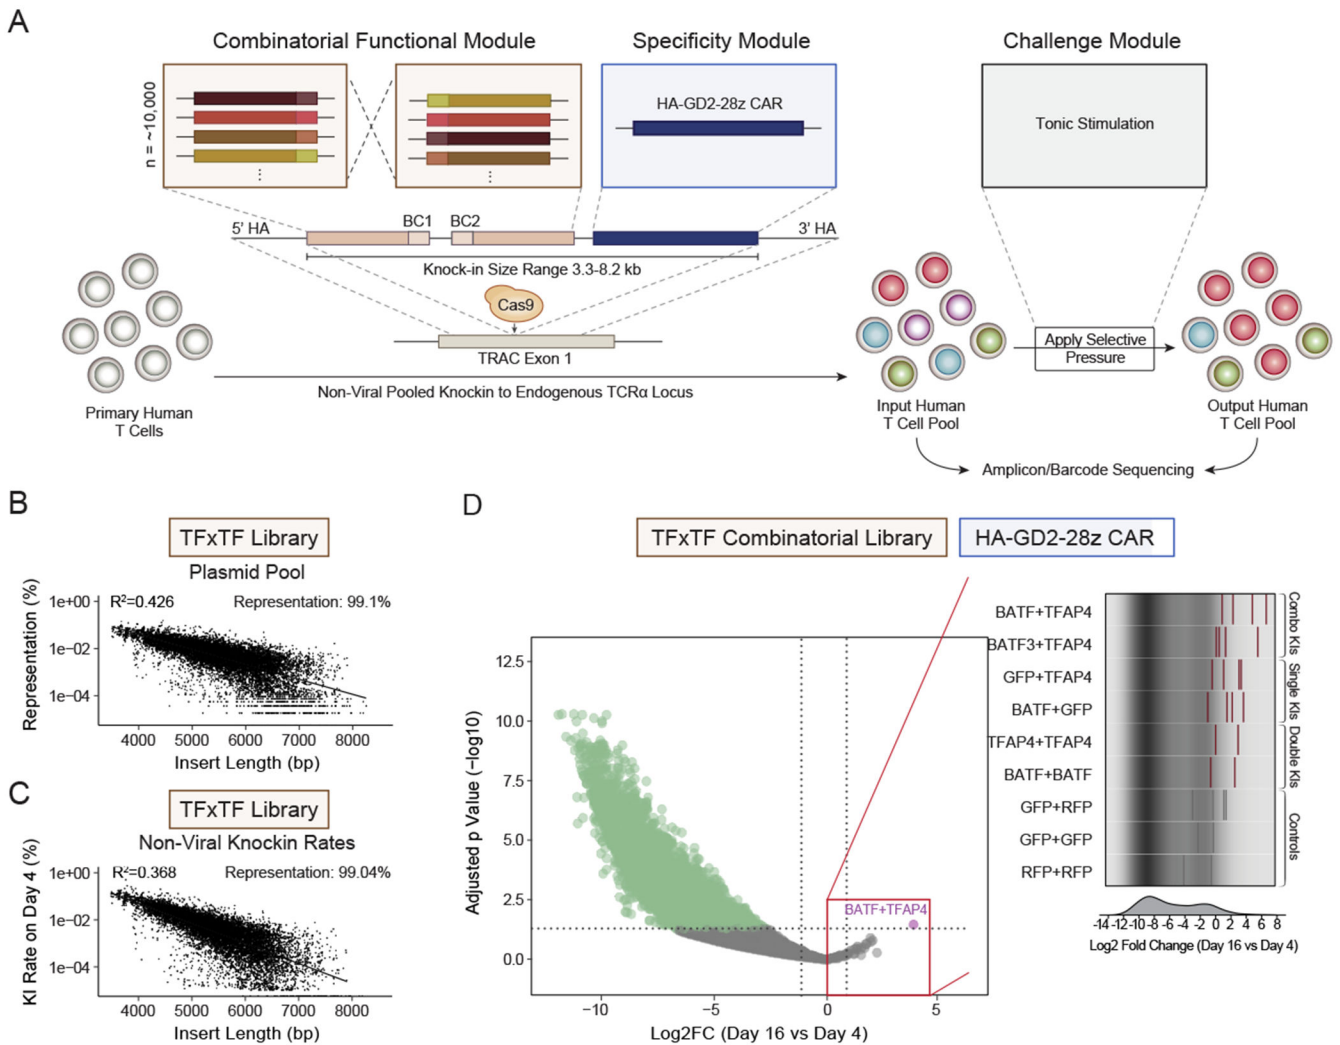 A
Combinatorial Functional Module
Specificity Module
Challenge Module
n = ~10,000
HA-GD2-28z CAR
Tonic Stimulation
⋮
⋮
5' HA
BC1
BC2
3' HA
Knock-in Size Range 3.3-8.2 kb
Cas9
TRAC Exon 1
Non-Viral Pooled Knockin to Endogenous TCRα Locus
Primary Human
T Cells
Apply Selective
Pressure
Input Human
T Cell Pool
Output Human
T Cell Pool
Amplicon/Barcode Sequencing
B
TFxTF Library
Plasmid Pool
R²=0.426
Representation: 99.1%
Representation (%)
1e+00
1e−02
1e−04
4000 5000 6000 7000 8000
Insert Length (bp)
C
TFxTF Library
Non-Viral Knockin Rates
R²=0.368
Representation: 99.04%
KI Rate on Day 4 (%)
1e+00
1e−02
1e−04
4000 5000 6000 7000 8000
Insert Length (bp)
D
TFxTF Combinatorial Library
HA-GD2-28z CAR
Adjusted p Value (−log10)
12.5
10.0
7.5
5.0
2.5
0.0
BATF+TFAP4
−10 −5 0 5
Log2FC (Day 16 vs Day 4)
BATF+TFAP4
BATF3+TFAP4
GFP+TFAP4
BATF+GFP
TFAP4+TFAP4
BATF+BATF
GFP+RFP
GFP+GFP
RFP+RFP
Combo KIs
Single KIs
Double KIs
Controls
-14 -12 -10 -8 -6 -4 -2 0 2 4 6 8
Log2 Fold Change (Day 16 vs Day 4)